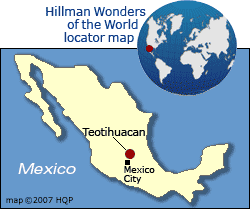 Hillman Wonders
of the World
locator map
Teotihuacan
Mexico
City
Mexico
map ©2007 HQP